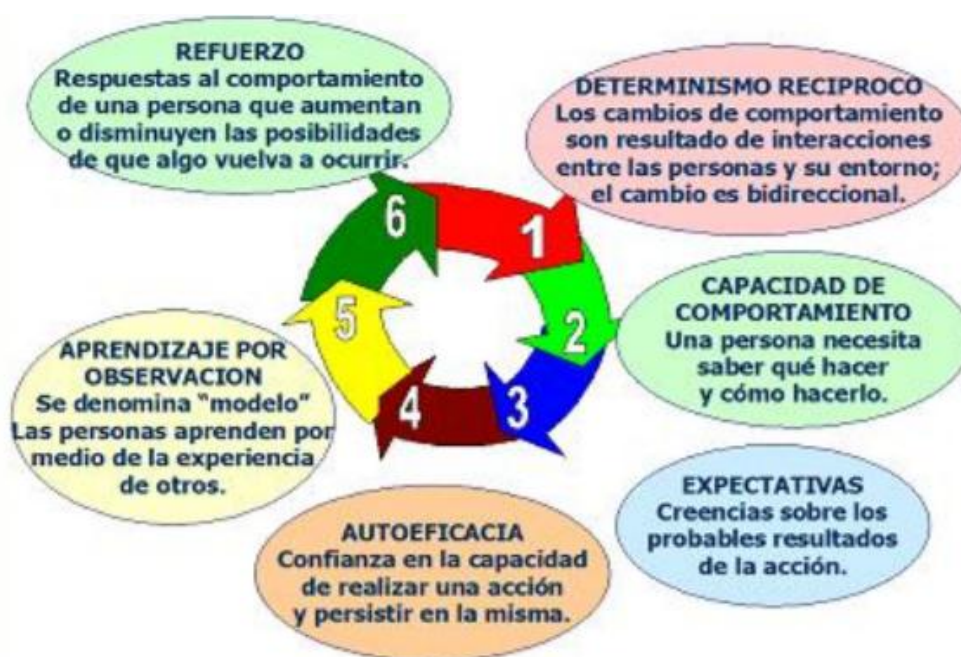 REFUERZO
Respuestas al comportamiento
de una persona que aumentan
o disminuyen las posibilidades
de que algo vuelva a ocurrir.
DETERMINISMO RECIPROCO
Los cambios de comportamiento
son resultado de interacciones
entre las personas y su entorno;
el cambio es bidireccional.
6
1
5
2
4
3
CAPACIDAD DE
COMPORTAMIENTO
Una persona necesita
saber qué hacer
y cómo hacerlo.
APRENDIZAJE POR
OBSERVACION
Se denomina “modelo”
Las personas aprenden por
medio de la experiencia
de otros.
EXPECTATIVAS
Creencias sobre los
probables resultados
de la acción.
AUTOEFICACIA
Confianza en la capacidad
de realizar una acción
y persistir en la misma.